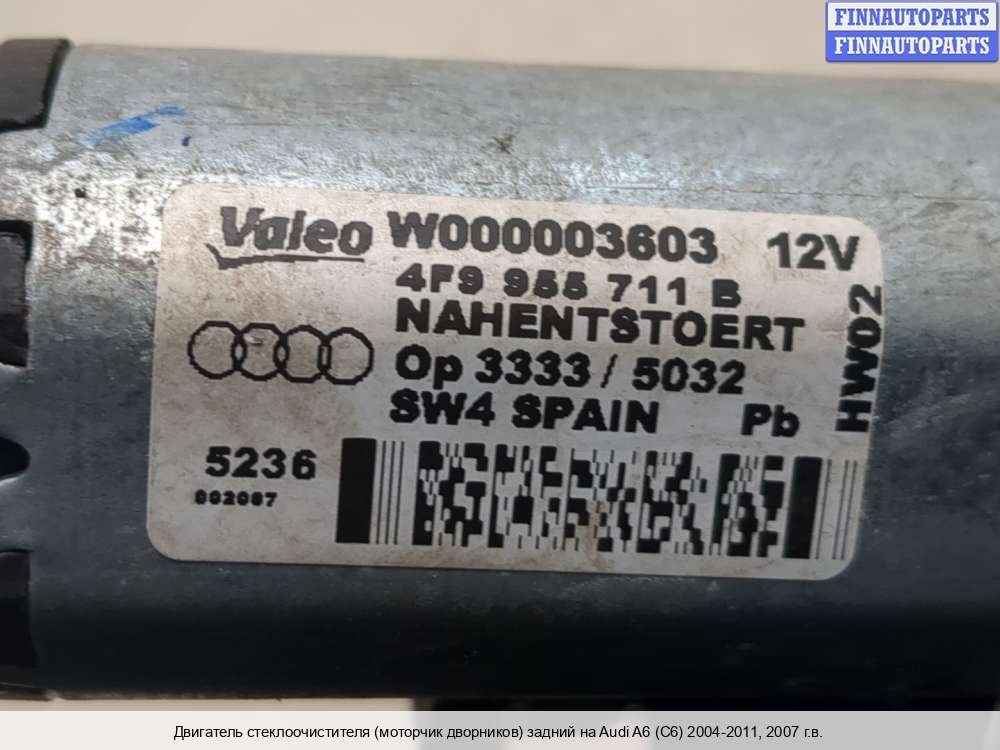 FINNAUTOPARTS
FINNAUTOPARTS
Valeo W000003603 12V
4F9 955 711 B
NAHENTSTOERT
Op 3333 / 5032
SW4 SPAIN Pb
HW02
5236
002087
Двигатель стеклоочистителя (моторчик дворников) задний на Audi A6 (C6) 2004-2011, 2007 г.в.